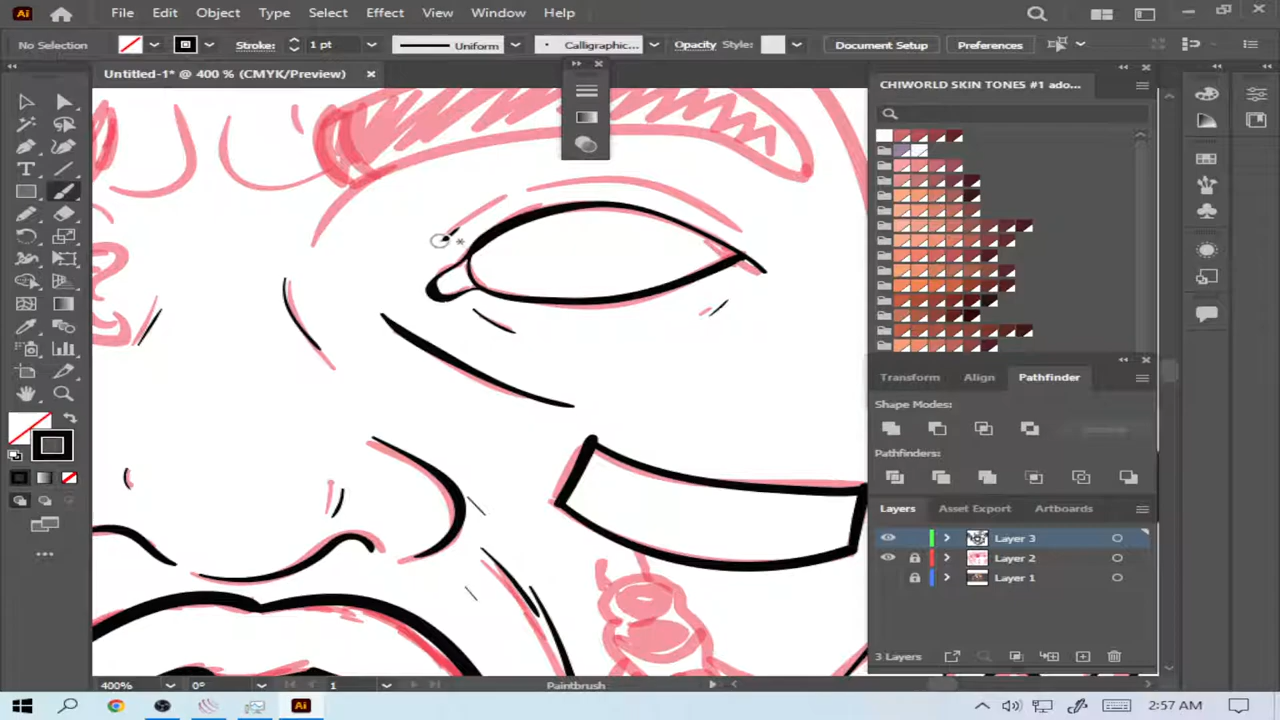 Ai File Edit Object Type Select Effect View Window Help
No Selection Stroke: 1 pt Uniform Calligraphic... Opacity Style: Document Setup Preferences
Untitled-1* @ 400 % (CMYK/Preview)
CHIWORLD SKIN TONES #1 ado...
Transform Align Pathfinder
Shape Modes:
Pathfinders:
Layers Asset Export Artboards
Layer 3
Layer 2
Layer 1
3 Layers
400% 0° 1 Paintbrush
Ai 2:57 AM